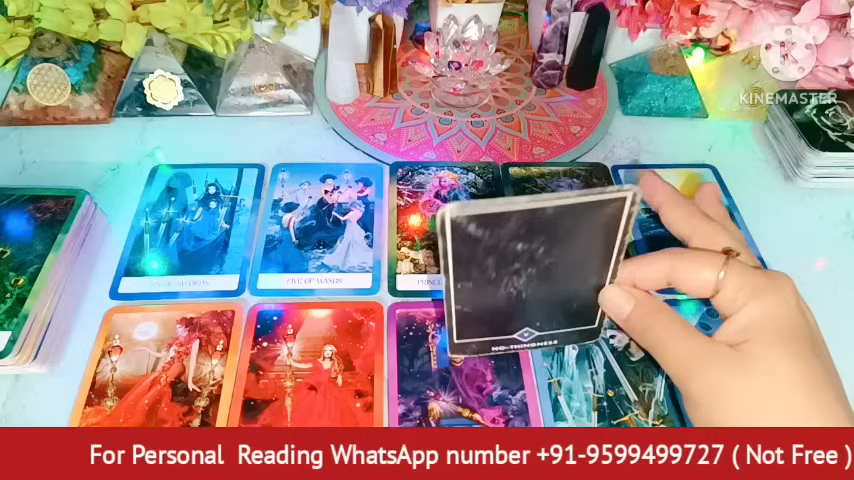 KINEMASTER
FIVE OF WANDS
NO-THINGNESS
For Personal Reading WhatsApp number +91-9599499727 ( Not Free )